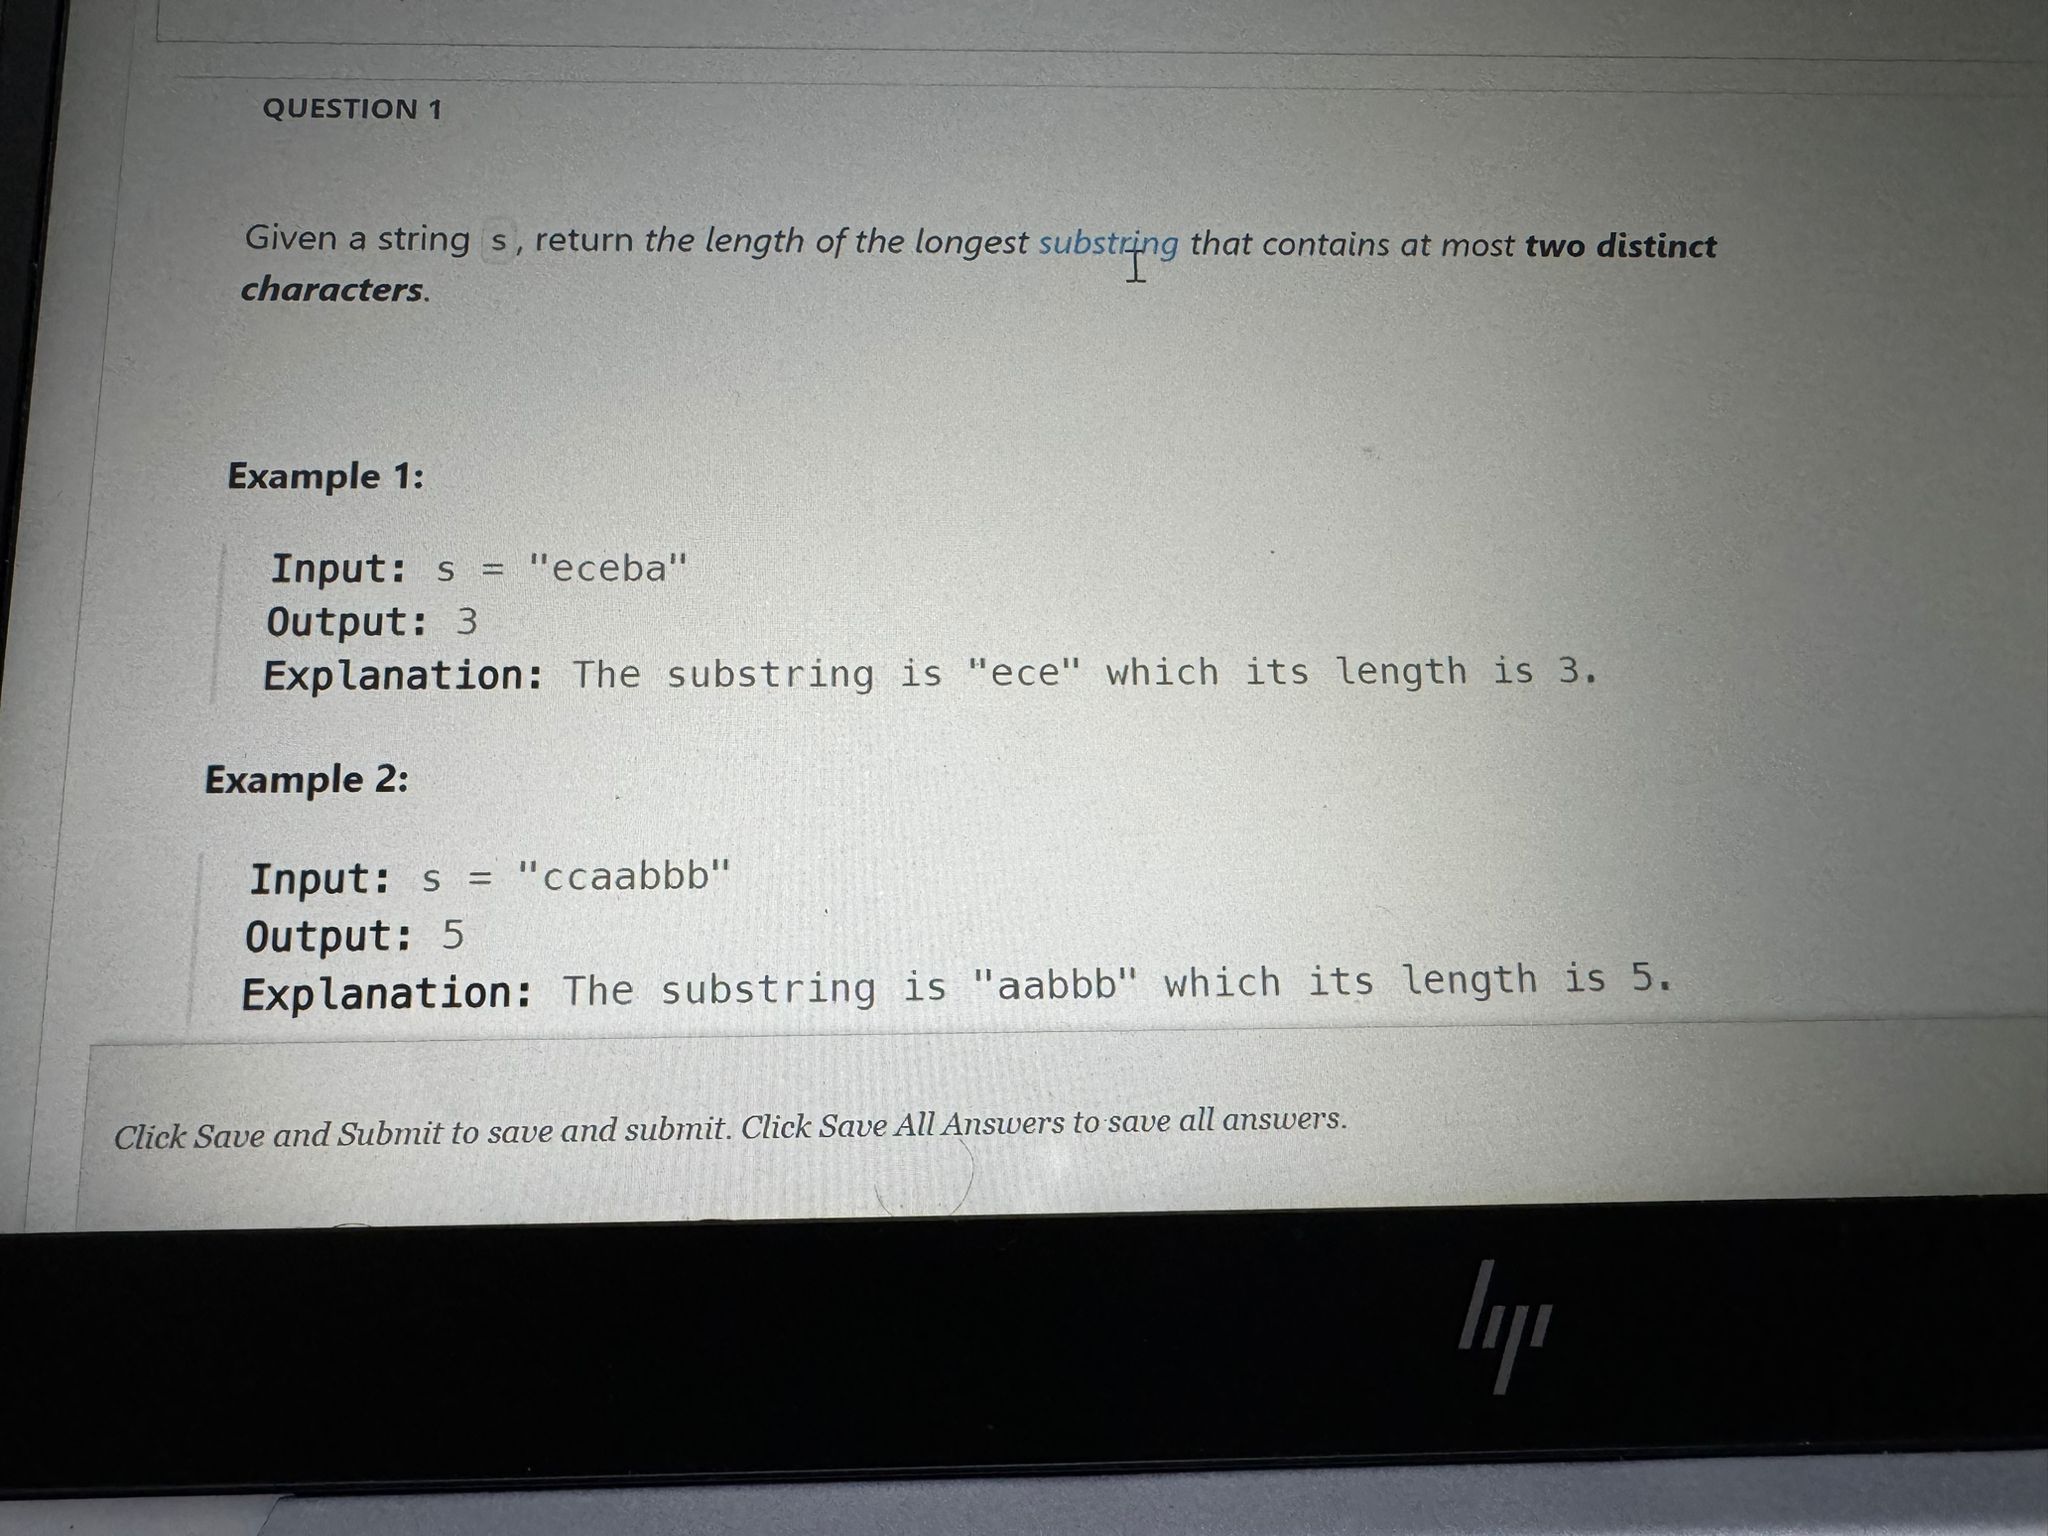 QUESTION 1
Given a string s, return the length of the longest substring that contains at most two distinct
characters.
Example 1:
Input: s = "eceba"
Output: 3
Explanation: The substring is "ece" which its length is 3.
Example 2:
Input: s = "ccaabbb"
Output: 5
Explanation: The substring is "aabbb" which its length is 5.
Click Save and Submit to save and submit. Click Save All Answers to save all answers.
hp